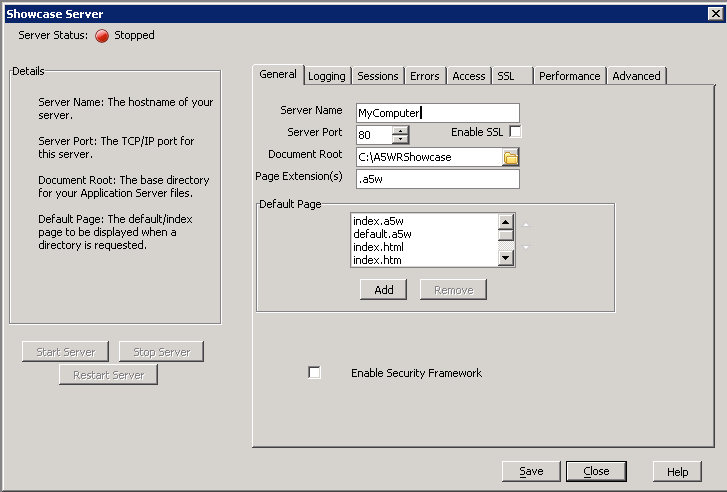 Showcase Server
Server Status: Stopped
Details
Server Name: The hostname of your
server.
Server Port: The TCP/IP port for
this server.
Document Root: The base directory
for your Application Server files.
Default Page: The default/index
page to be displayed when a
directory is requested.
Start Server Stop Server
Restart Server
General Logging Sessions Errors Access SSL Performance Advanced
Server Name MyComputer
Server Port 80 Enable SSL
Document Root C:\A5WRShowcase
Page Extension(s) .a5w
Default Page
index.a5w
default.a5w
index.html
index.htm
Add Remove
Enable Security Framework
Save Close Help